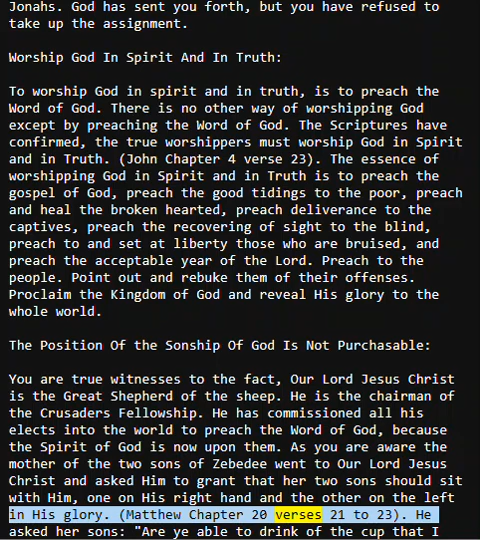 Jonahs. God has sent you forth, but you have refused to
take up the assignment.
Worship God In Spirit And In Truth:
To worship God in spirit and in truth, is to preach the
Word of God. There is no other way of worshipping God
except by preaching the Word of God. The Scriptures have
confirmed, the true worshippers must worship God in Spirit
and in Truth. (John Chapter 4 verse 23). The essence of
worshipping God in Spirit and in Truth is to preach the
gospel of God, preach the good tidings to the poor, preach
and heal the broken hearted, preach deliverance to the
captives, preach the recovering of sight to the blind,
preach to and set at liberty those who are bruised, and
preach the acceptable year of the Lord. Preach to the
people. Point out and rebuke them of their offenses.
Proclaim the Kingdom of God and reveal His glory to the
whole world.
The Position Of the Sonship Of God Is Not Purchasable:
You are true witnesses to the fact, Our Lord Jesus Christ
is the Great Shepherd of the sheep. He is the chairman of
the Crusaders Fellowship. He has commissioned all his
elects into the world to preach the Word of God, because
the Spirit of God is now upon them. As you are aware the
mother of the two sons of Zebedee went to Our Lord Jesus
Christ and asked Him to grant that her two sons should sit
with Him, one on His right hand and the other on the left
in His glory. (Matthew Chapter 20 verses 21 to 23). He
asked her sons: "Are ye able to drink of the cup that I